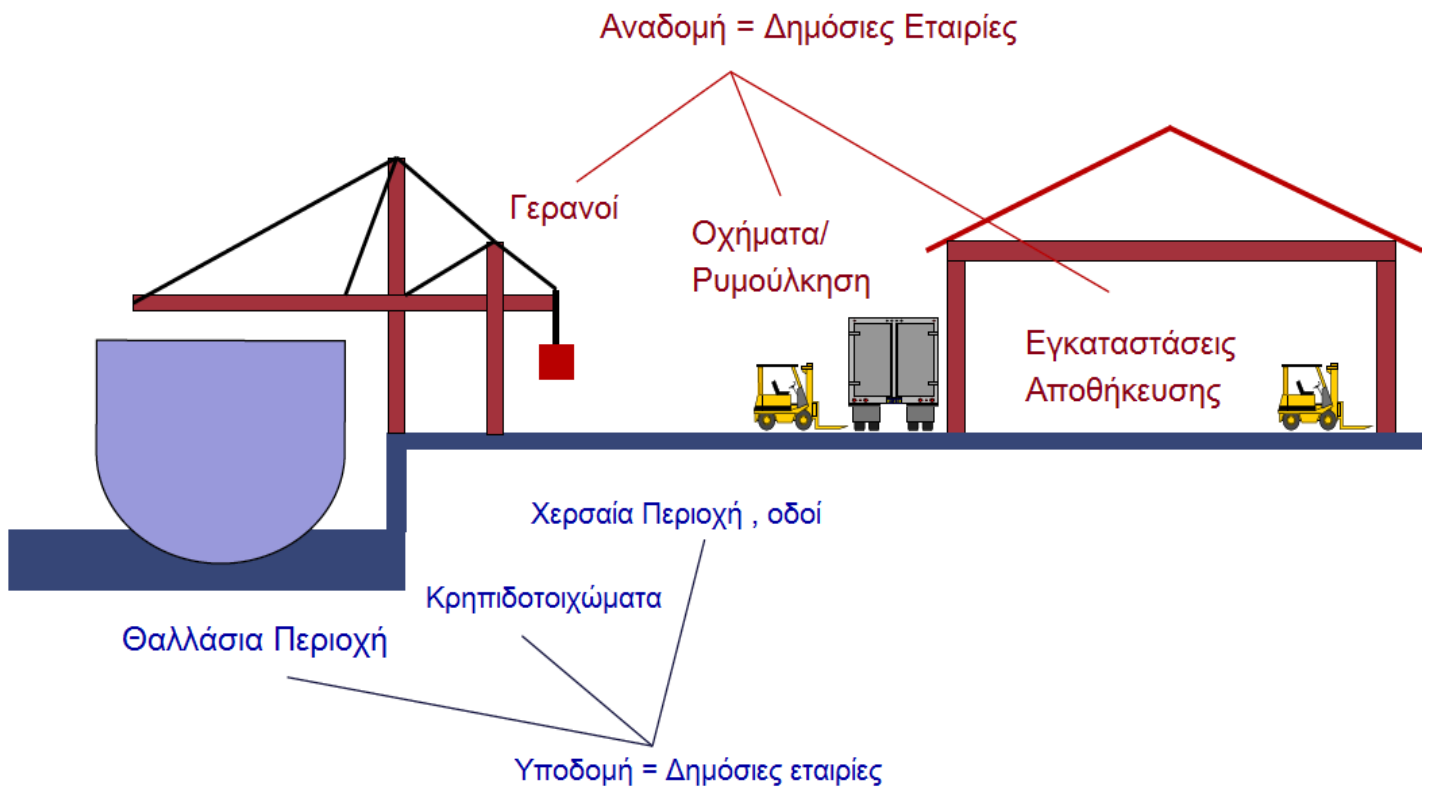 Αναδομή = Δημόσιες Εταιρίες
Γερανοί
Οχήματα/
Ρυμούλκηση
Εγκαταστάσεις
Αποθήκευσης
Χερσαία Περιοχή , οδοί
Κρηπιδοτοιχώματα
Θαλλάσια Περιοχή
Υποδομή = Δημόσιες εταιρίες